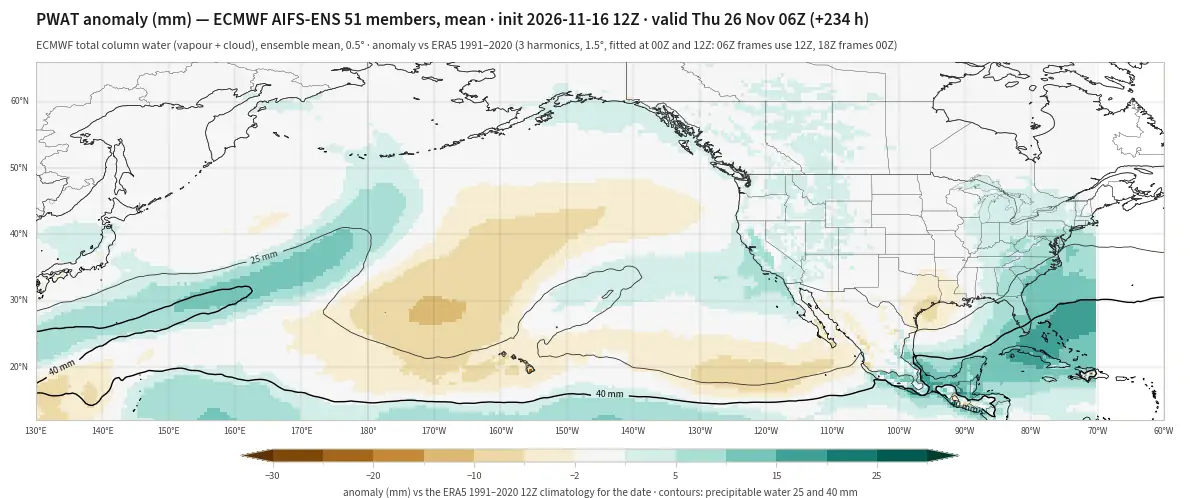 PWAT anomaly (mm) — ECMWF AIFS-ENS 51 members, mean · init 2026-11-16 12Z · valid Thu 26 Nov 06Z (+234 h)
ECMWF total column water (vapour + cloud), ensemble mean, 0.5° · anomaly vs ERA5 1991–2020 (3 harmonics, 1.5°, fitted at 00Z and 12Z: 06Z frames use 12Z, 18Z frames 00Z)
60°N
50°N
40°N
25 mm
30°N
40 mm
20°N
40 mm
40 mm
130°E 140°E 150°E 160°E 170°E 180° 170°W 160°W 150°W 140°W 130°W 120°W 110°W 100°W 90°W 80°W 70°W 60°W
−30 −20 −10 −2 5 15 25
anomaly (mm) vs the ERA5 1991–2020 12Z climatology for the date · contours: precipitable water 25 and 40 mm